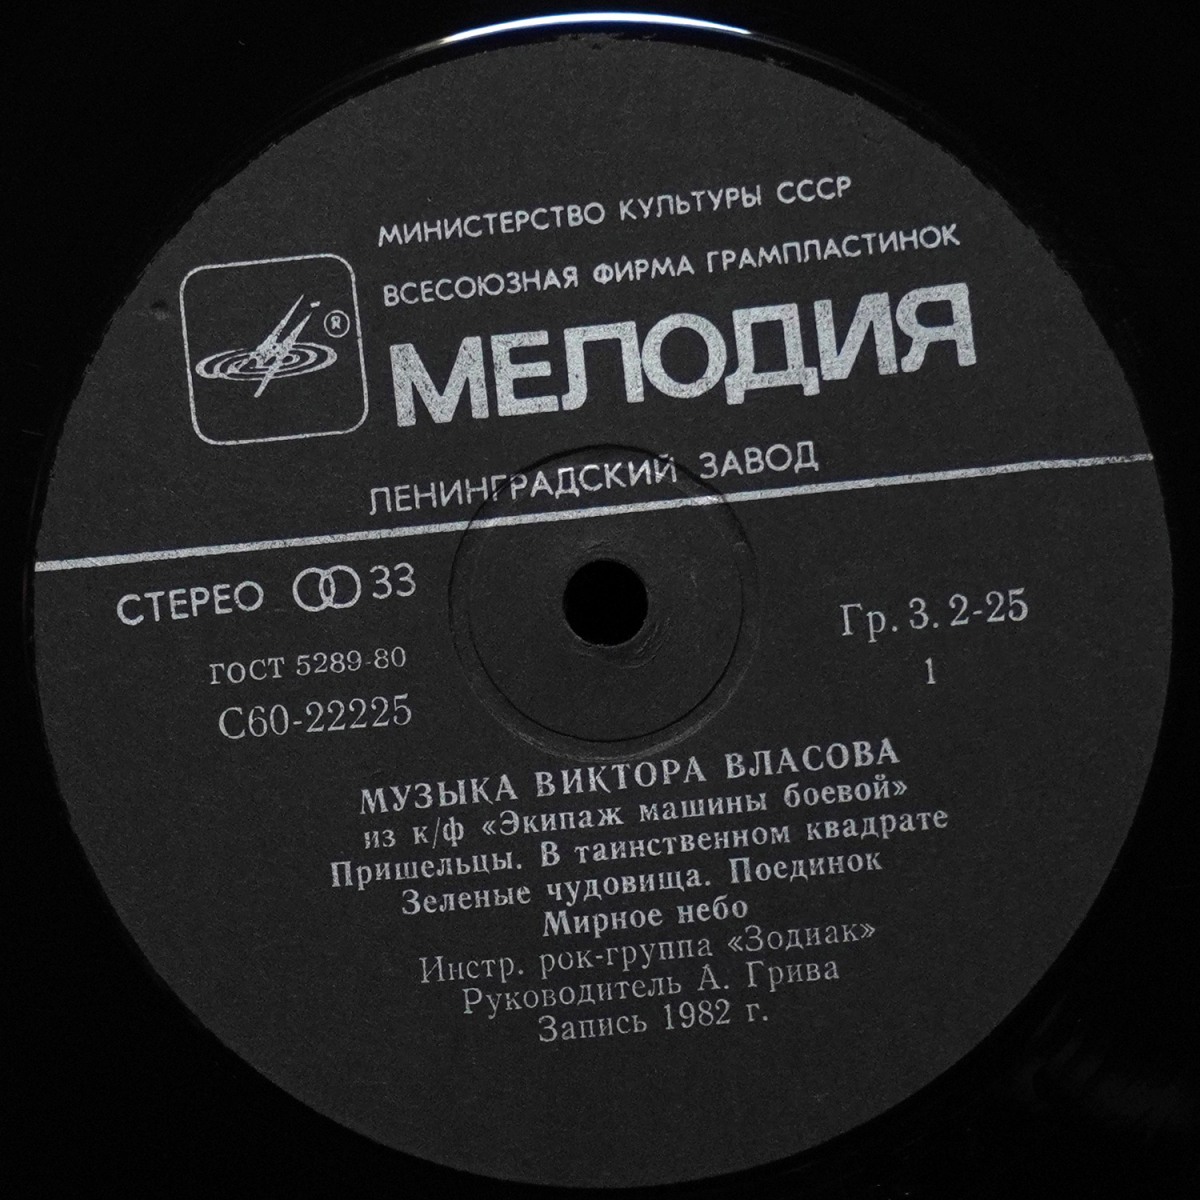 МИНИСТЕРСТВО КУЛЬТУРЫ СССР
ВСЕСОЮЗНАЯ ФИРМА ГРАМПЛАСТИНОК
®
МЕЛОДИЯ
ЛЕНИНГРАДСКИЙ ЗАВОД
СТЕРЕО 33
ГОСТ 5289-80
С60-22225
Гр. 3. 2-25
1
МУЗЫКА ВИКТОРА ВЛАСОВА
из к/ф «Экипаж машины боевой»
Пришельцы. В таинственном квадрате
Зеленые чудовища. Поединок
Мирное небо
Инстр. рок-группа «Зодиак»
Руководитель А. Грива
Запись 1982 г.